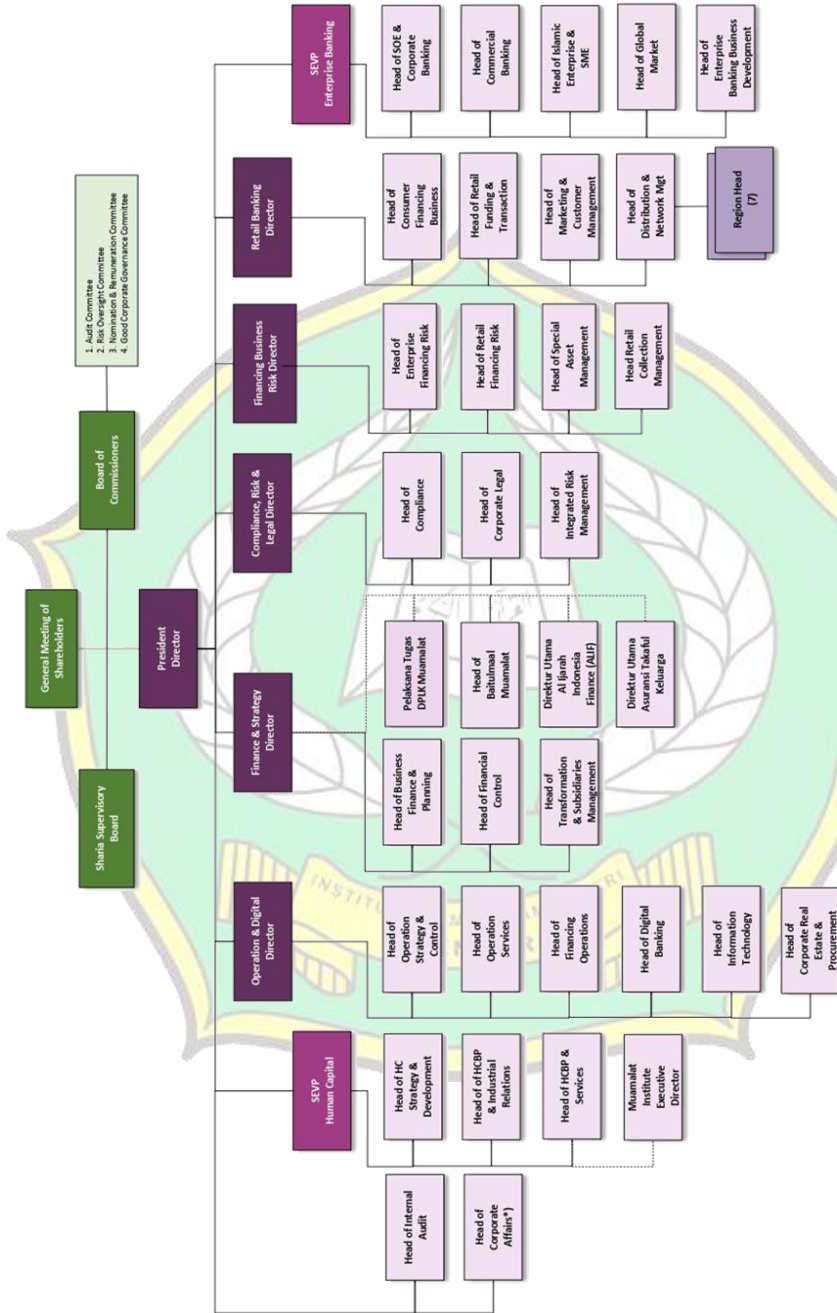 General Meeting of
Shareholders
Sharia Supervisory
Board
Board of
Commissioners
1. Audit Committee
2. Risk Oversight Committee
3. Nomination & Remuneration Committee
4. Good Corporate Governance Committee
President
Director
Operation & Digital
Director
Finance & Strategy
Director
Compliance, Risk &
Legal Director
Financing Business
Risk Director
Retail Banking
Director
SEVP
Human Capital
SEVP
Enterprise Banking
Head of Internal
Audit
Head of
Corporate
Affairs*)
Head of HC
Strategy &
Development
Head of of HCBP
& Industrial
Relations
Head of HCBP &
Services
Muamalat
Institute
Executive
Director
Head of
Operation
Strategy &
Control
Head of
Operation
Services
Head of
Financing
Operations
Head of Digital
Banking
Head of
Information
Technology
Head of
Corporate Real
Estate &
Procurement
Head of Business
Finance &
Planning
Head of Financial
Control
Head of
Transformation
& Subsidiaries
Management
Pelaksana Tugas
DPLK Muamalat
Head of
Baitulmaal
Muamalat
Direktur Utama
Al Ijarah
Indonesia
Finance (ALIF)
Direktur Utama
Asuransi Takaful
Keluarga
Head of
Compliance
Head of
Corporate Legal
Head of
Integrated Risk
Management
Head of
Enterprise
Financing Risk
Head of Retail
Financing Risk
Head of Special
Asset
Management
Head Retail
Collection
Management
Head of
Consumer
Financing
Business
Head of Retail
Funding &
Transaction
Head of
Marketing &
Customer
Management
Head of
Distribution &
Network Mgt
Region Head
(7)
Head of SOE &
Corporate
Banking
Head of
Commercial
Banking
Head of Islamic
Enterprise &
SME
Head of Global
Market
Head of
Enterprise
Banking Business
Development